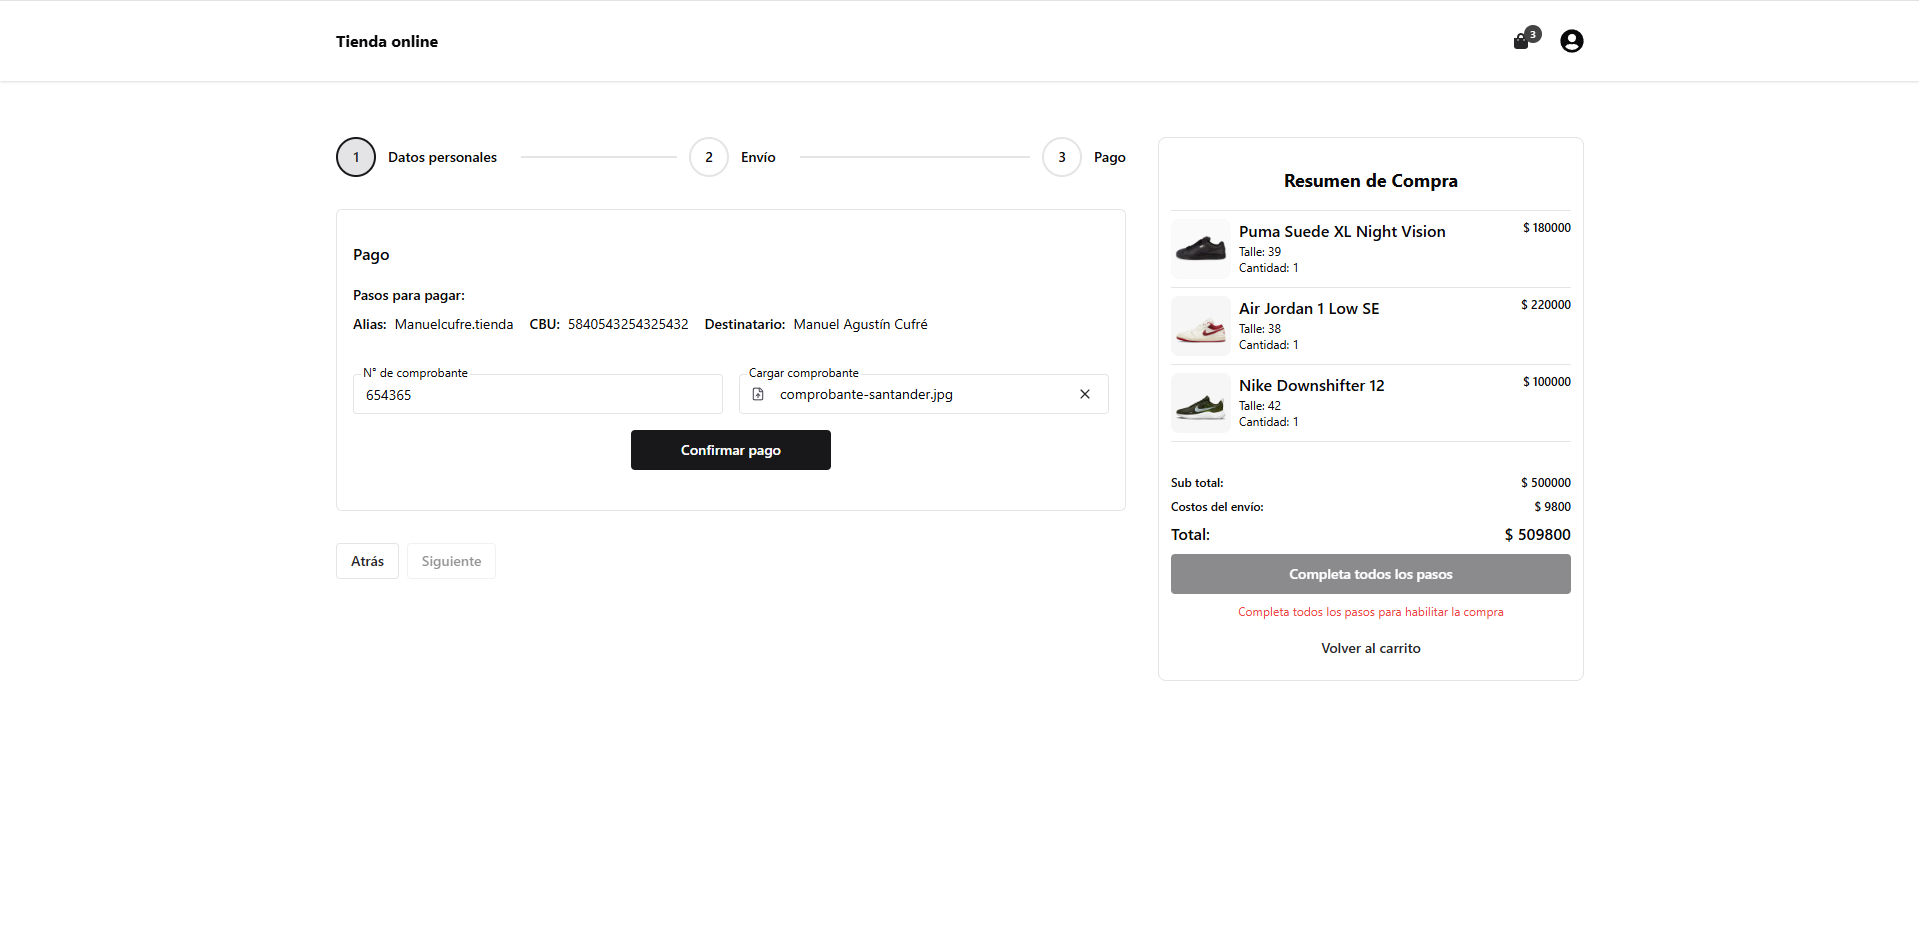 Tienda online
3
1 Datos personales
2 Envío
3 Pago
Pago
Pasos para pagar:
Alias: Manuelcufre.tienda CBU: 5840543254325432 Destinatario: Manuel Agustín Cufré
N° de comprobante
654365
Cargar comprobante
comprobante-santander.jpg
Confirmar pago
Atrás
Siguiente
Resumen de Compra
Puma Suede XL Night Vision
$ 180000
Talle: 39
Cantidad: 1
Air Jordan 1 Low SE
$ 220000
Talle: 38
Cantidad: 1
Nike Downshifter 12
$ 100000
Talle: 42
Cantidad: 1
Sub total: $ 500000
Costos del envío: $ 9800
Total: $ 509800
Completa todos los pasos
Completa todos los pasos para habilitar la compra
Volver al carrito